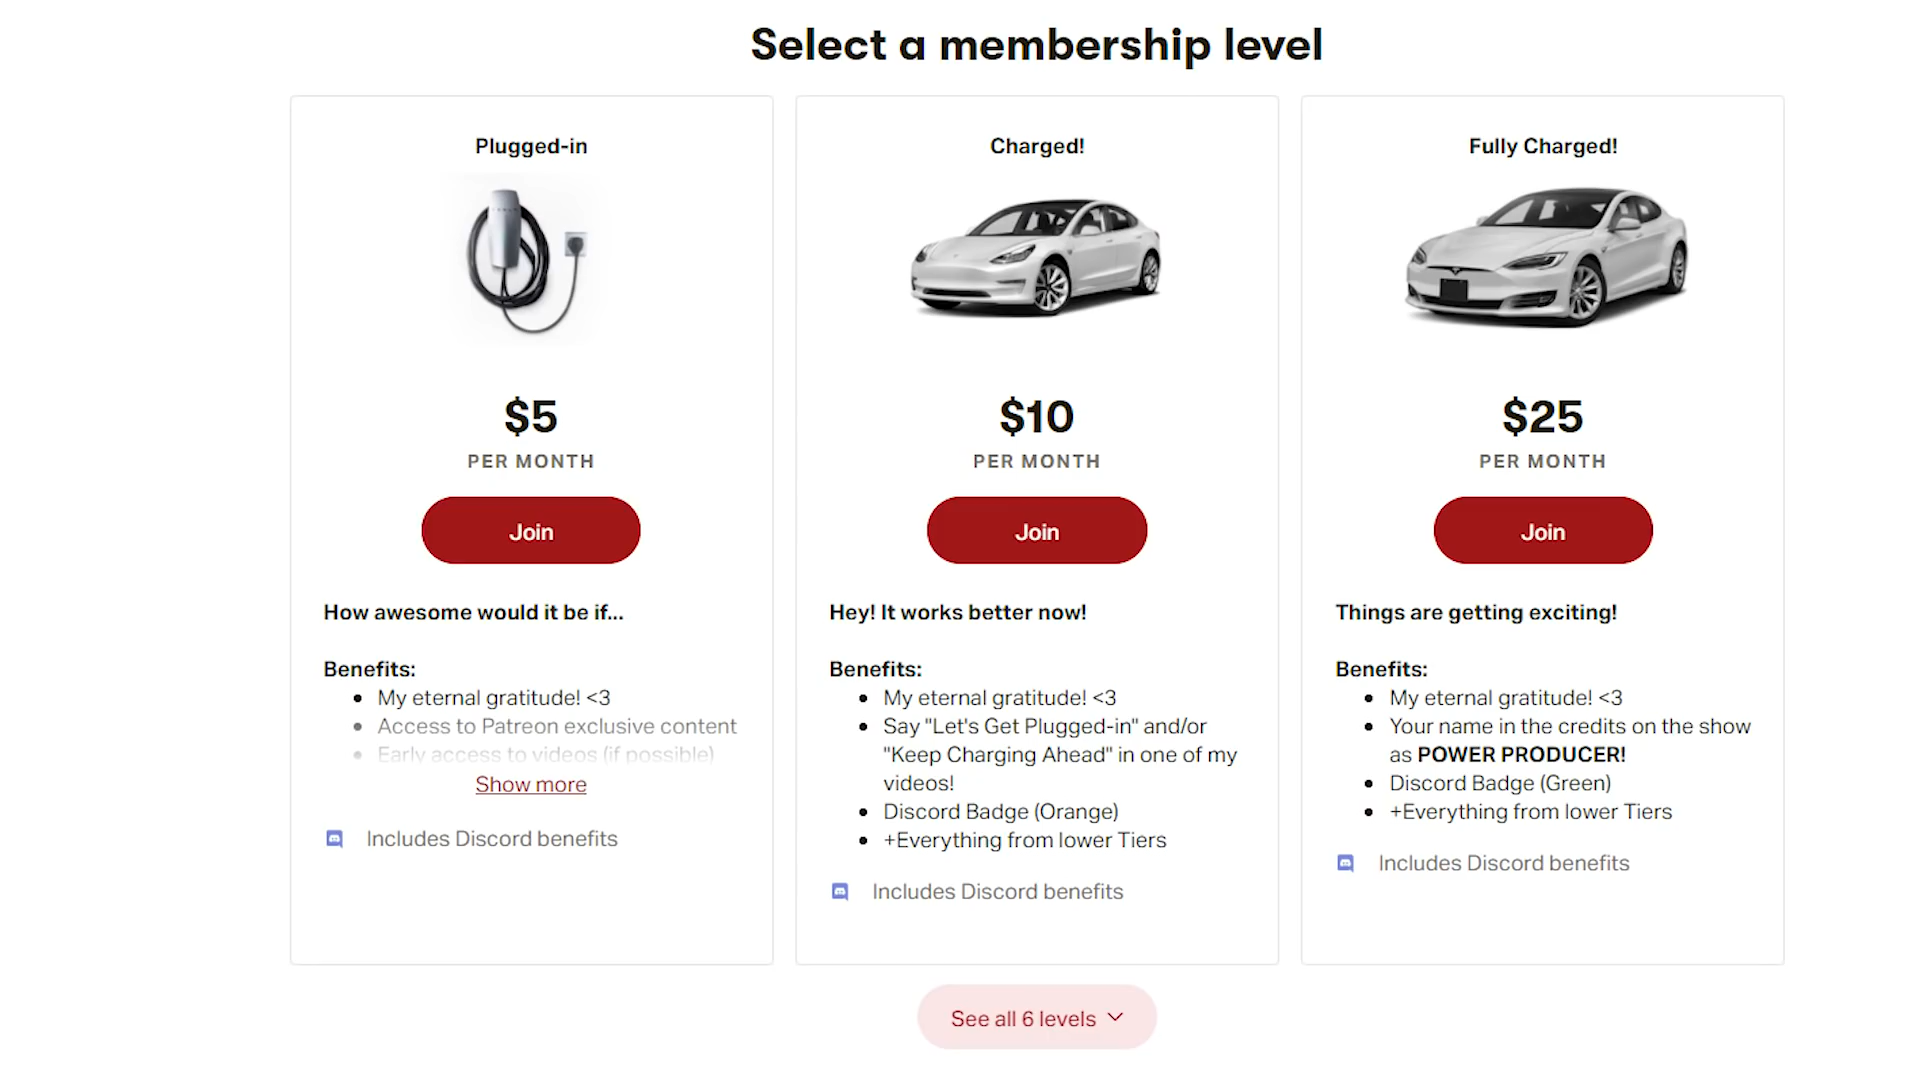 Select a membership level
Plugged-in
$5
PER MONTH
Join
How awesome would it be if...
Benefits:
• My eternal gratitude! <3
• Access to Patreon exclusive content
• Early access to videos (if possible)
Show more
Includes Discord benefits
Charged!
$10
PER MONTH
Join
Hey! It works better now!
Benefits:
• My eternal gratitude! <3
• Say "Let's Get Plugged-in" and/or
"Keep Charging Ahead" in one of my
videos!
• Discord Badge (Orange)
• +Everything from lower Tiers
Includes Discord benefits
Fully Charged!
$25
PER MONTH
Join
Things are getting exciting!
Benefits:
• My eternal gratitude! <3
• Your name in the credits on the show
as POWER PRODUCER!
• Discord Badge (Green)
• +Everything from lower Tiers
Includes Discord benefits
See all 6 levels